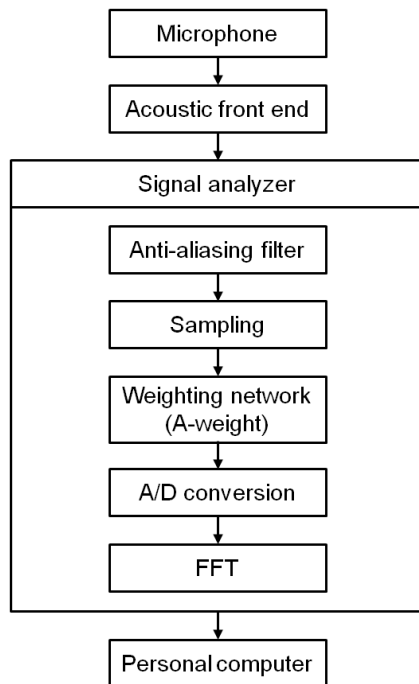 Microphone
Acoustic front end
Signal analyzer
Anti-aliasing filter
Sampling
Weighting network
(A-weight)
A/D conversion
FFT
Personal computer